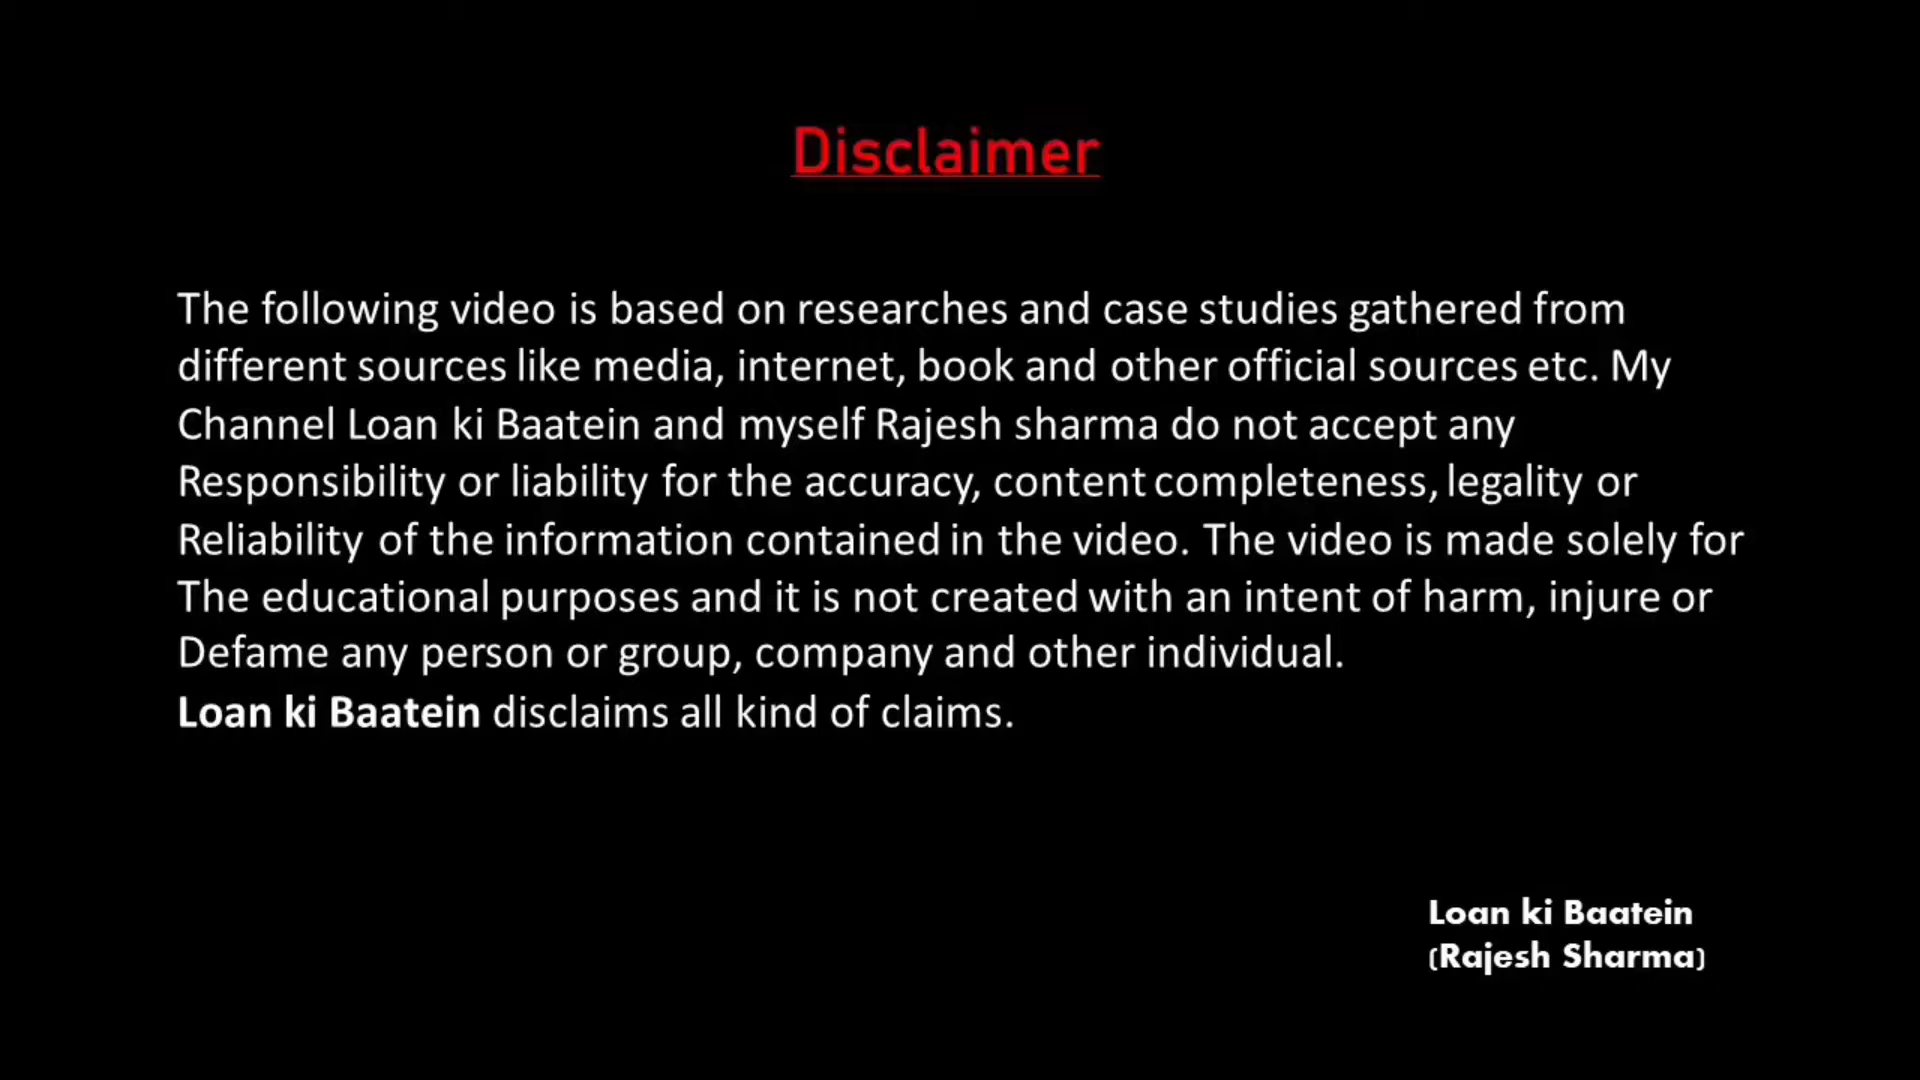 Disclaimer
The following video is based on researches and case studies gathered from
different sources like media, internet, book and other official sources etc. My
Channel Loan ki Baatein and myself Rajesh sharma do not accept any
Responsibility or liability for the accuracy, content completeness, legality or
Reliability of the information contained in the video. The video is made solely for
The educational purposes and it is not created with an intent of harm, injure or
Defame any person or group, company and other individual.
Loan ki Baatein disclaims all kind of claims.
Loan ki Baatein
(Rajesh Sharma)